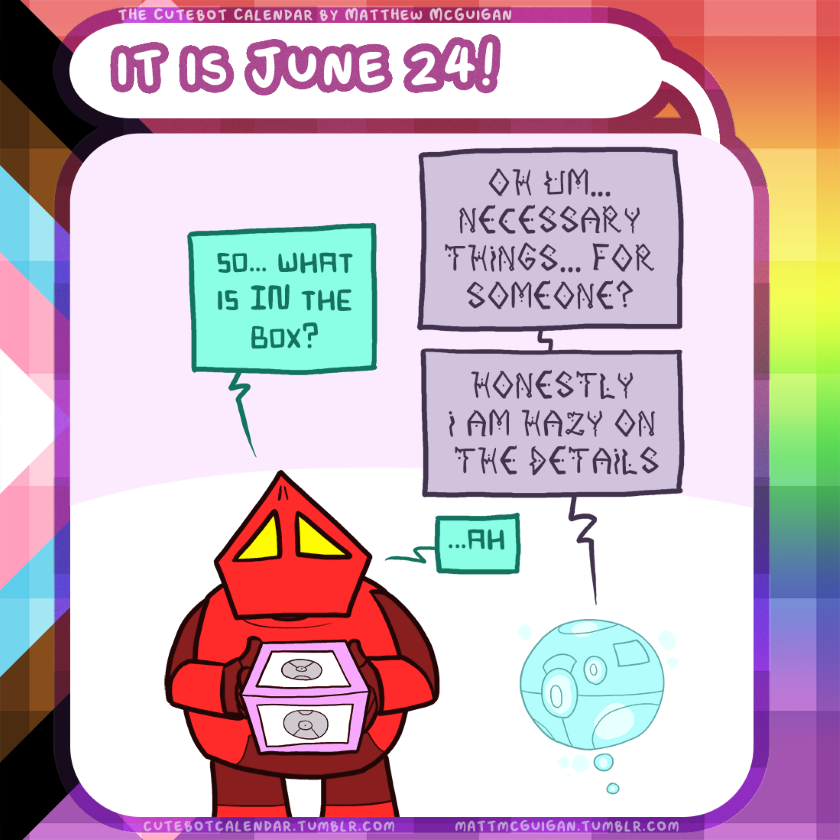 THE CUTEBOT CALENDAR BY MATTHEW MCGUIGAN
IT IS JUNE 24!
SO... WHAT
IS IN THE
BOX?
OH UM...
NECESSARY
THINGS... FOR
SOMEONE?
HONESTLY
I AM HAZY ON
THE DETAILS
...AH
CUTEBOTCALENDAR.TUMBLR.COM
MATTMCGUIGAN.TUMBLR.COM